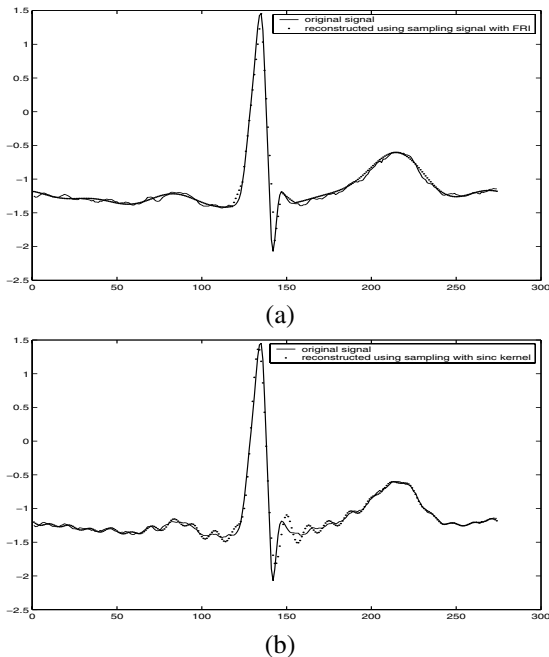 1.5
original signal
reconstructed using sampling signal with FRI
1
0.5
0
−0.5
−1
−1.5
−2
−2.5
0 50 100 150 200 250 300
(a)
1.5
original signal
reconstructed using sampling with sinc kernel
1
0.5
0
−0.5
−1
−1.5
−2
−2.5
0 50 100 150 200 250 300
(b)